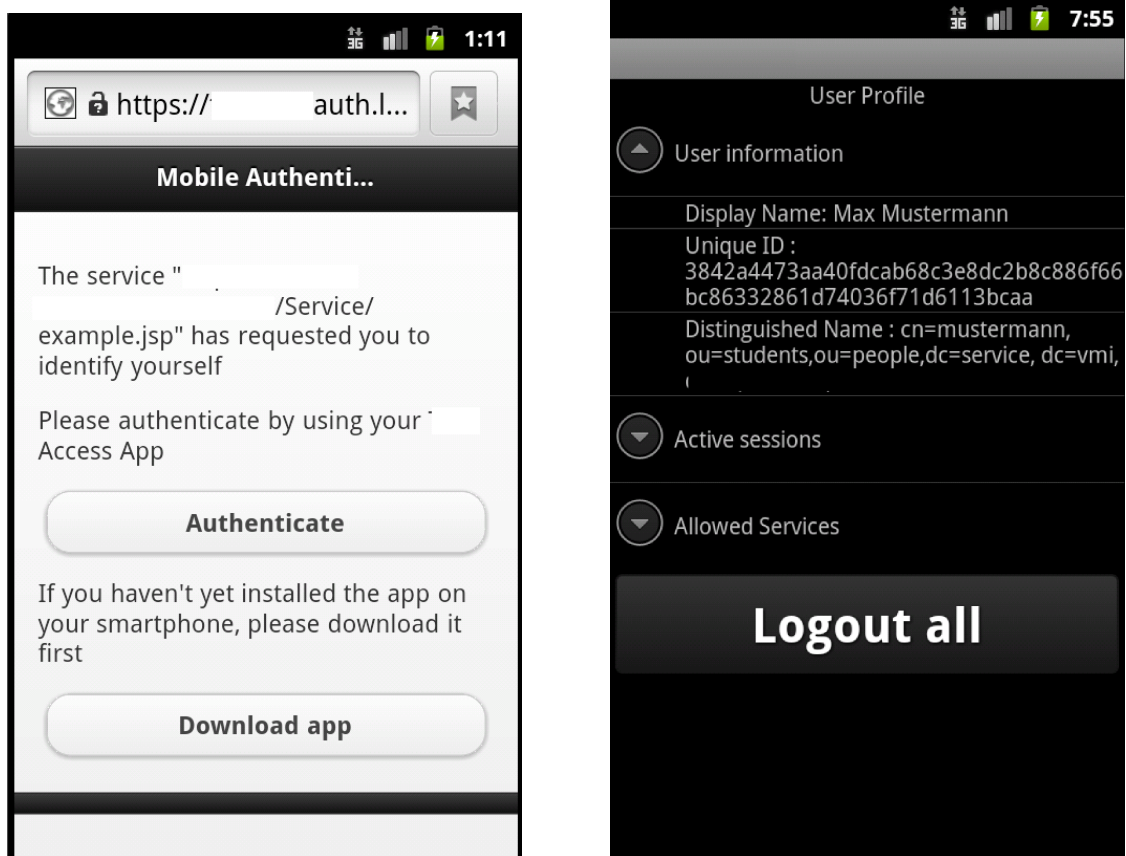 3G 1:11
https:// auth.l...
Mobile Authenti...
The service "
/Service/
example.jsp" has requested you to
identify yourself
Please authenticate by using your
Access App
Authenticate
If you haven't yet installed the app on
your smartphone, please download it
first
Download app
3G 7:55
User Profile
User information
Display Name: Max Mustermann
Unique ID :
3842a4473aa40fdcab68c3e8dc2b8c886f66
bc86332861d74036f71d6113bcaa
Distinguished Name : cn=mustermann,
ou=students,ou=people,dc=service, dc=vmi,
Active sessions
Allowed Services
Logout all